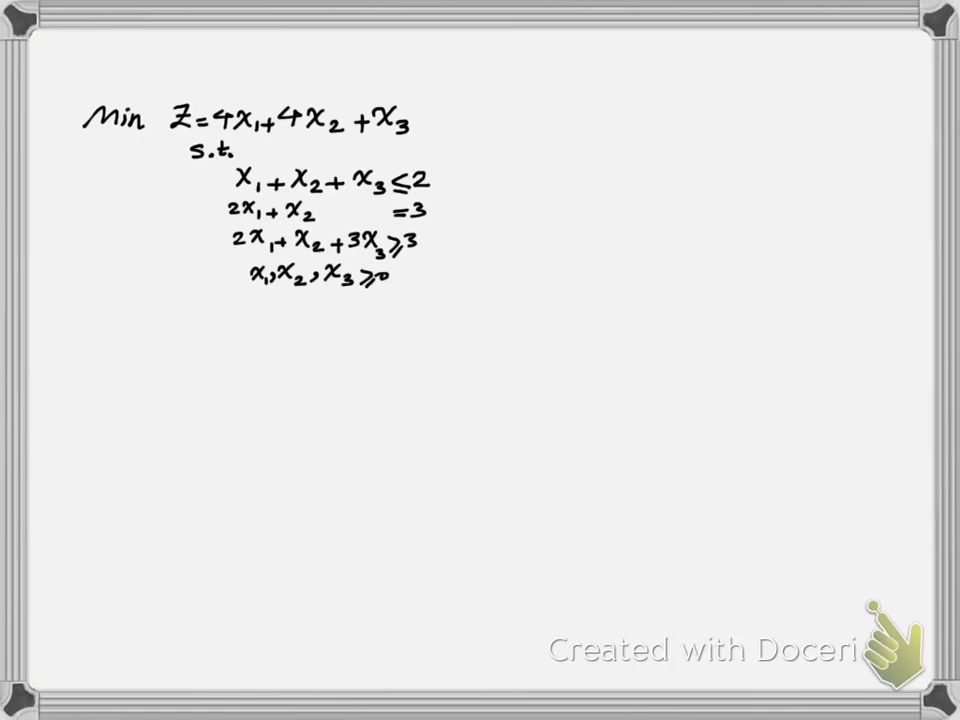 Min Z = 4x₁ + 4x₂ + x₃
s.t.
x₁ + x₂ + x₃ ≤ 2
2x₁ + x₂ = 3
2x₁ + x₂ + 3x₃ ≥ 3
x₁, x₂, x₃ ≥ 0
Created with Doceri